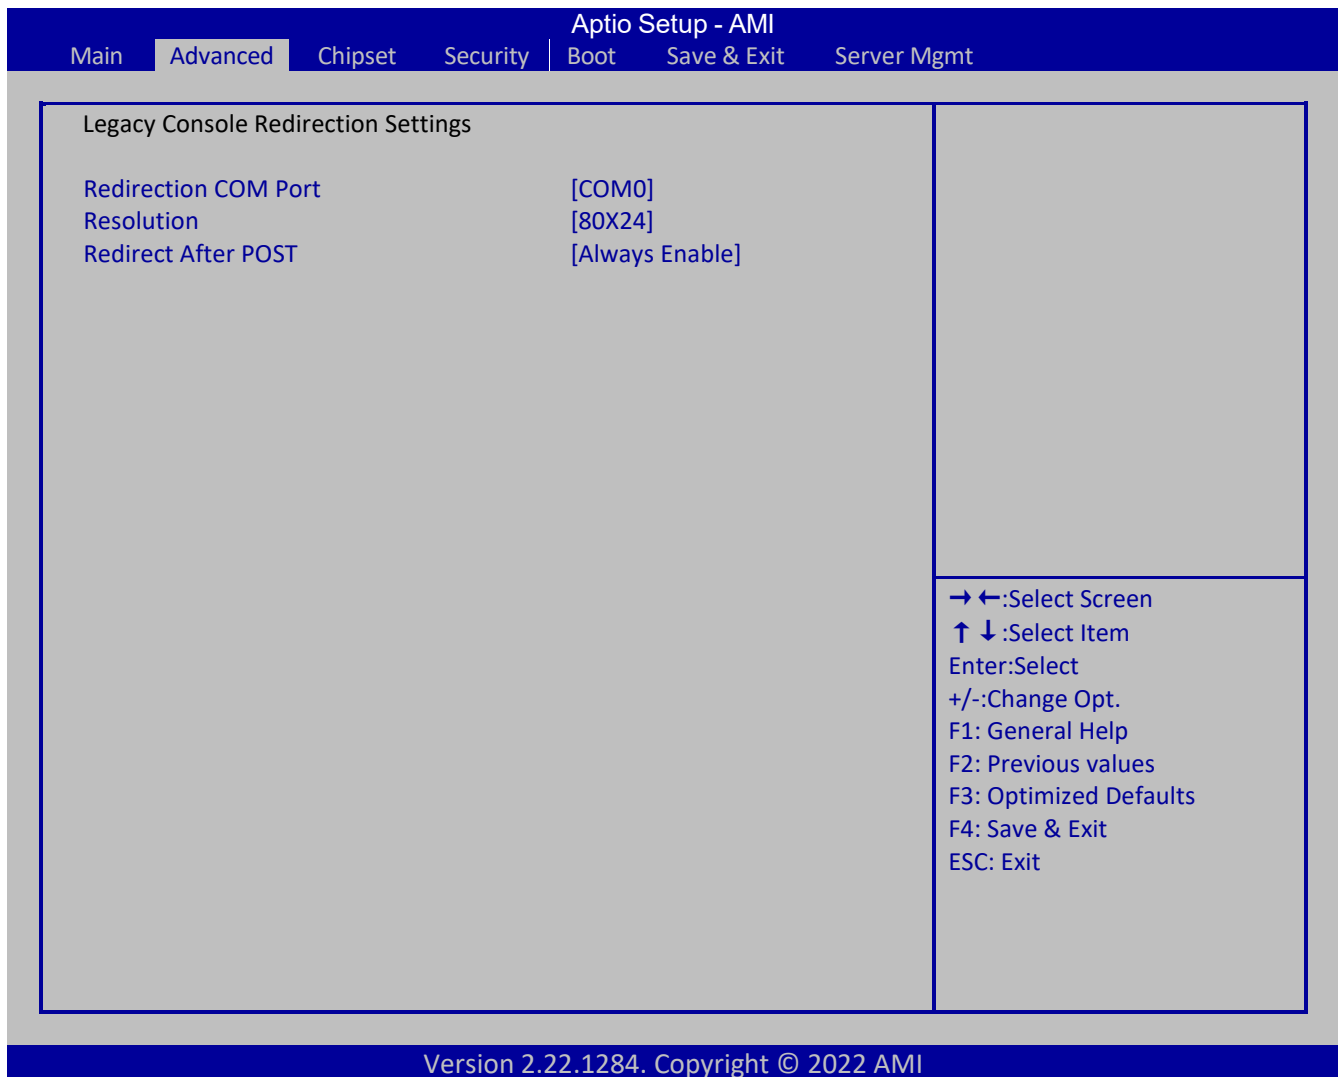 Aptio Setup - AMI
Main Advanced Chipset Security Boot Save & Exit Server Mgmt
Legacy Console Redirection Settings
Redirection COM Port [COM0]
Resolution [80X24]
Redirect After POST [Always Enable]
→ ←:Select Screen
↑ ↓ :Select Item
Enter:Select
+/-:Change Opt.
F1: General Help
F2: Previous values
F3: Optimized Defaults
F4: Save & Exit
ESC: Exit
Version 2.22.1284. Copyright © 2022 AMI